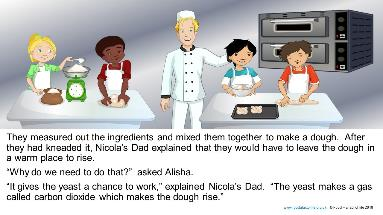 They measured out the ingredients and mixed them together to make a dough. After
they had kneaded it, Nicola's Dad explained that they would have to leave the dough in
a warm place to rise.
"Why do we need to do that?" asked Alisha.
"It gives the yeast a chance to work," explained Nicola's Dad. "The yeast makes a gas
called carbon dioxide which makes the dough rise."